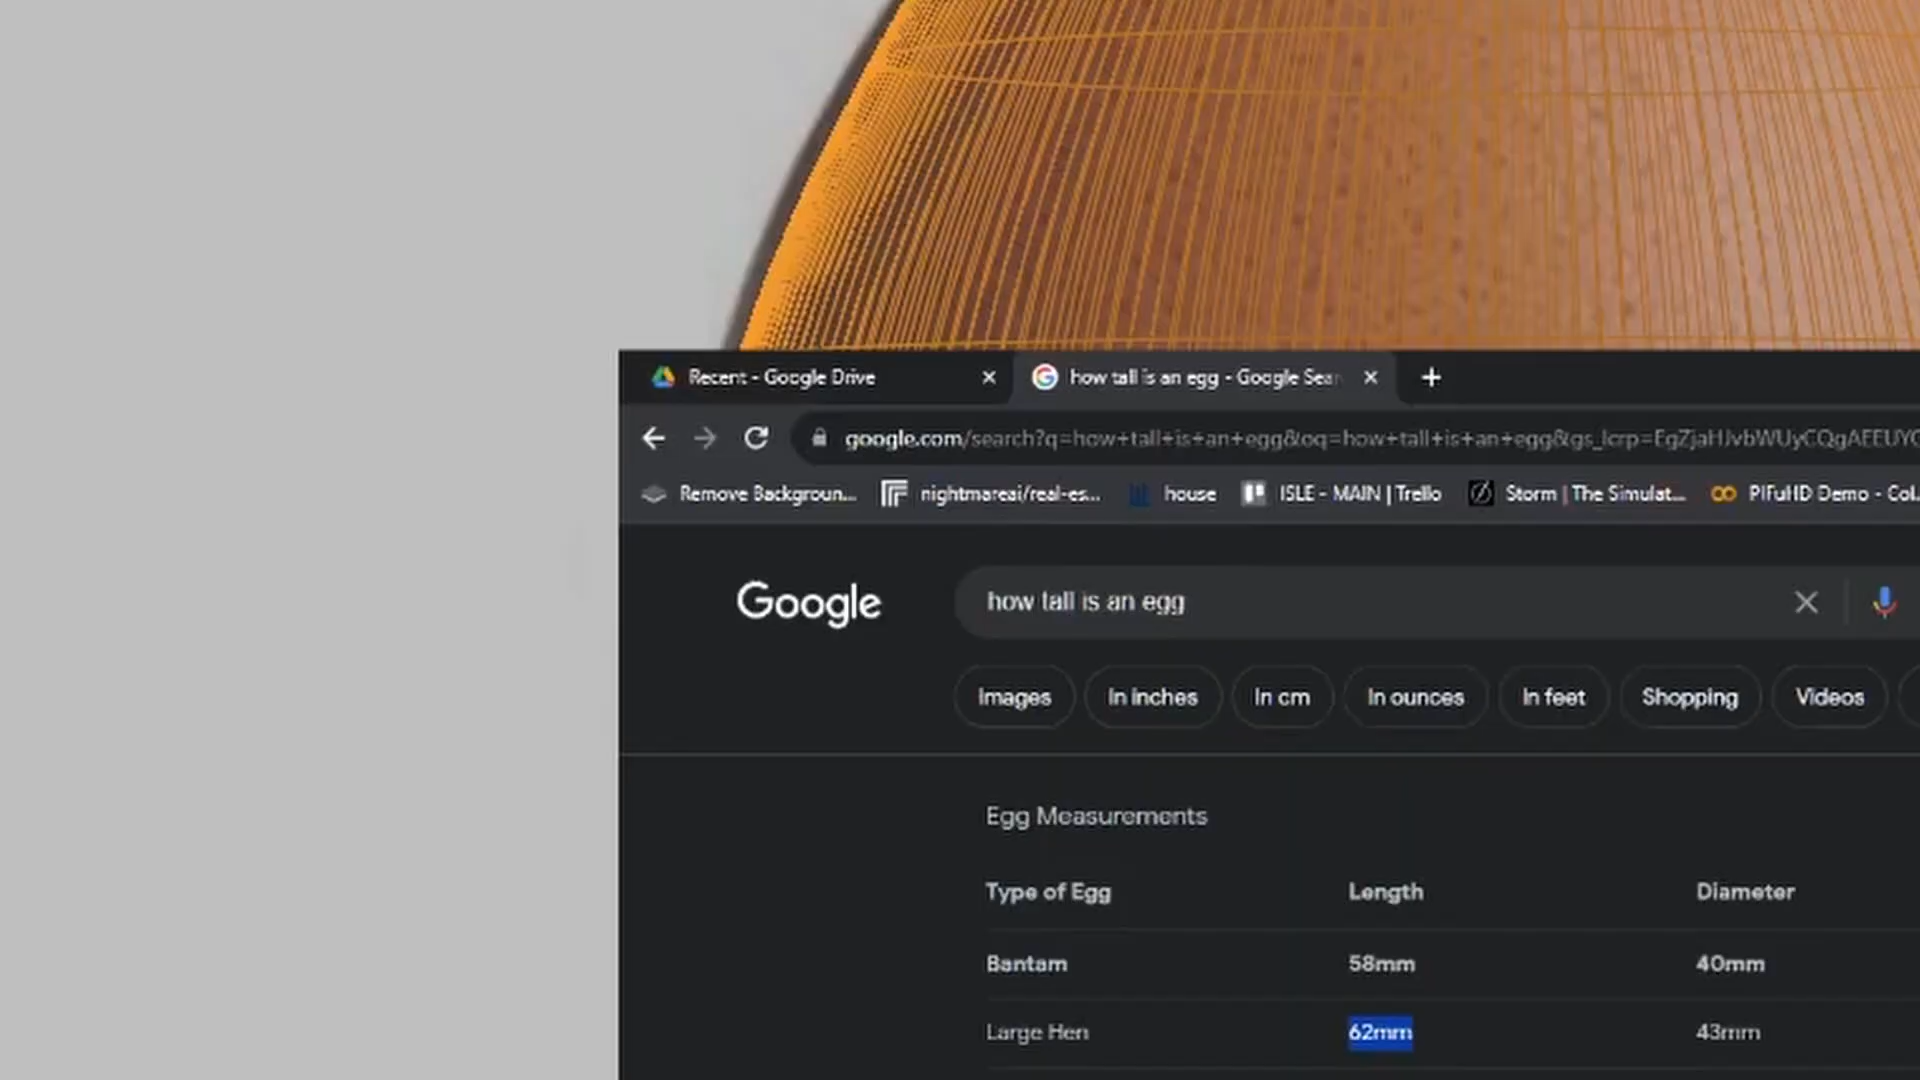 Recent - Google Drive
how tall is an egg - Google Sear
google.com/search?q=how+tall+is+an+egg&oq=how+tall+is+an+egg&gs_lcrp=EgZjaHJvbWUyCQgAEEUYO
Remove Backgroun... nightmareai/real-es... house ISLE - MAIN | Trello Storm | The Simulat... PIFuHD Demo - Col...
Google how tall is an egg
Images In inches In cm In ounces In feet Shopping Videos
Egg Measurements
Type of Egg Length Diameter
Bantam 58mm 40mm
Large Hen 62mm 43mm